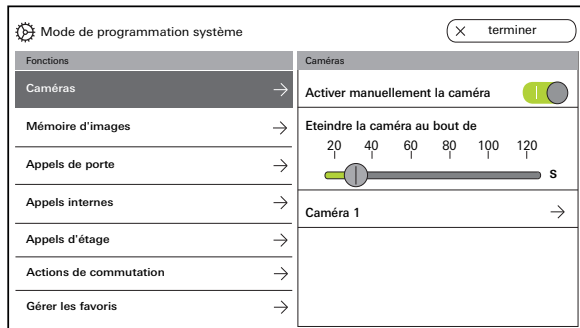 Mode de programmation système
terminer
Fonctions
Caméras
Mémoire d'images
Appels de porte
Appels internes
Appels d'étage
Actions de commutation
Gérer les favoris
Caméras
Activer manuellement la caméra
Eteindre la caméra au bout de
20 40 60 80 100 120
S
Caméra 1